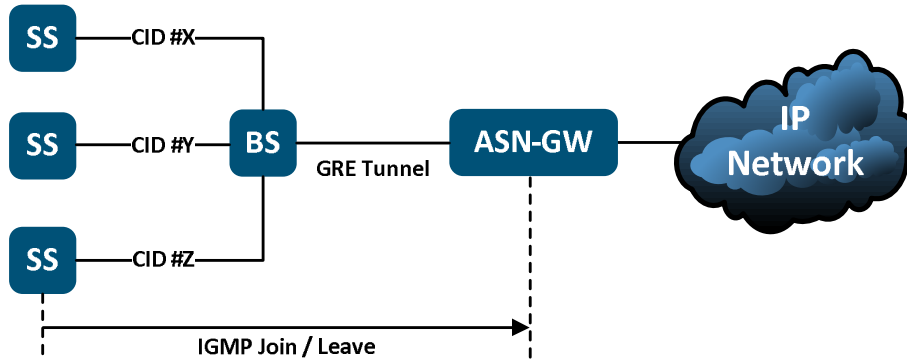 SS
CID #X
SS
CID #Y
BS
GRE Tunnel
ASN-GW
IP
Network
SS
CID #Z
IGMP Join / Leave